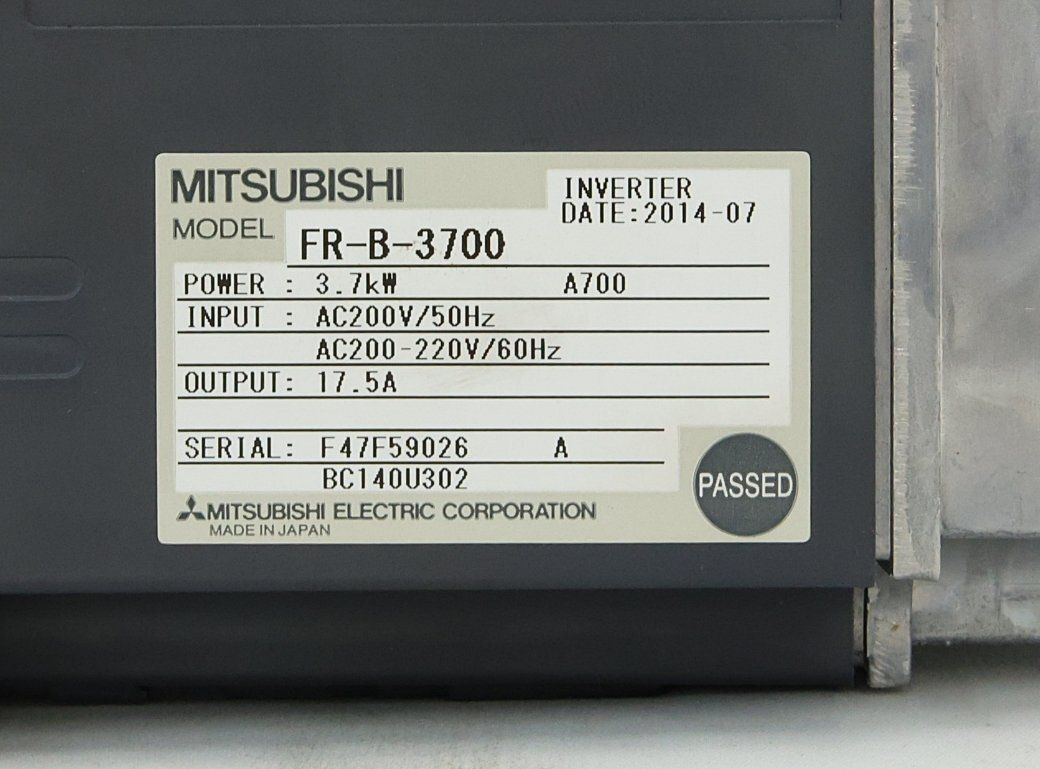 MITSUBISHI
INVERTER
DATE:2014-07
MODEL FR-B-3700
POWER : 3.7kW A700
INPUT : AC200V/50Hz
AC200-220V/60Hz
OUTPUT: 17.5A
SERIAL: F47F59026 A
BC140U302
PASSED
MITSUBISHI ELECTRIC CORPORATION
MADE IN JAPAN